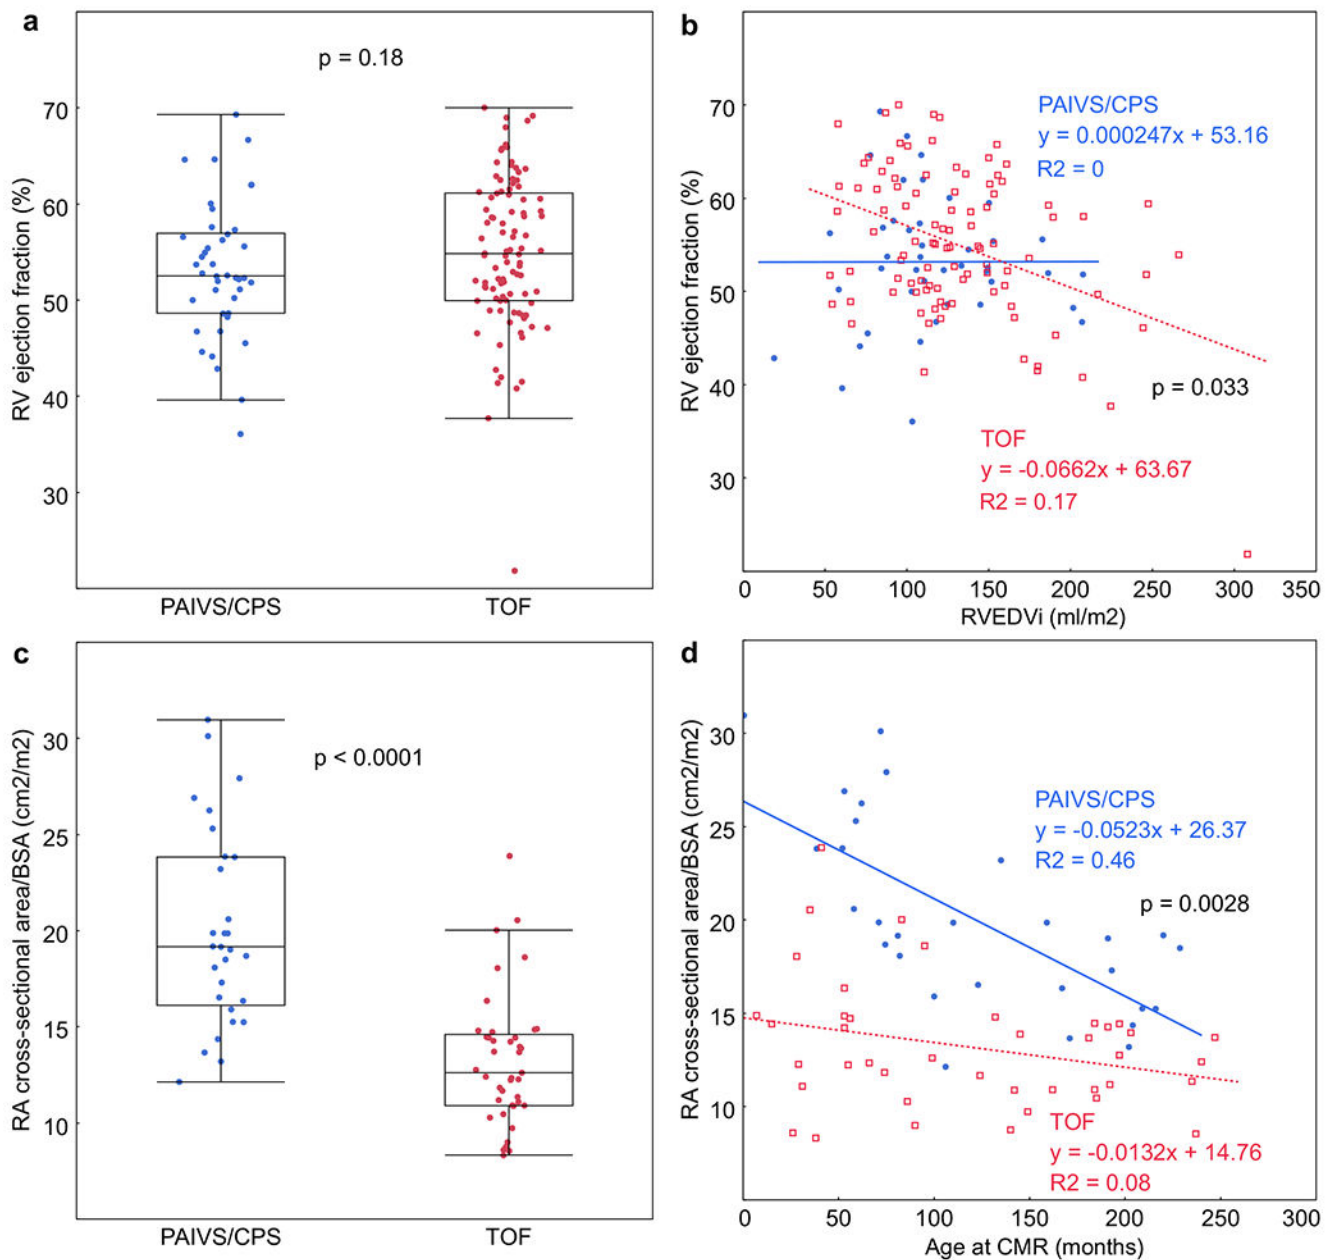 a
p = 0.18
RV ejection fraction (%)
70
60
50
40
30
PAIVS/CPS
TOF
b
PAIVS/CPS
y = 0.000247x + 53.16
R2 = 0
RV ejection fraction (%)
70
60
50
40
30
p = 0.033
TOF
y = -0.0662x + 63.67
R2 = 0.17
50
100
150
200
250
300
350
RVEDVi (ml/m2)
c
p < 0.0001
RA cross-sectional area/BSA (cm2/m2)
30
25
20
15
10
PAIVS/CPS
TOF
d
PAIVS/CPS
y = -0.0523x + 26.37
R2 = 0.46
p = 0.0028
RA cross-sectional area/BSA (cm2/m2)
30
25
20
15
10
TOF
y = -0.0132x + 14.76
R2 = 0.08
0
50
100
150
200
250
300
Age at CMR (months)